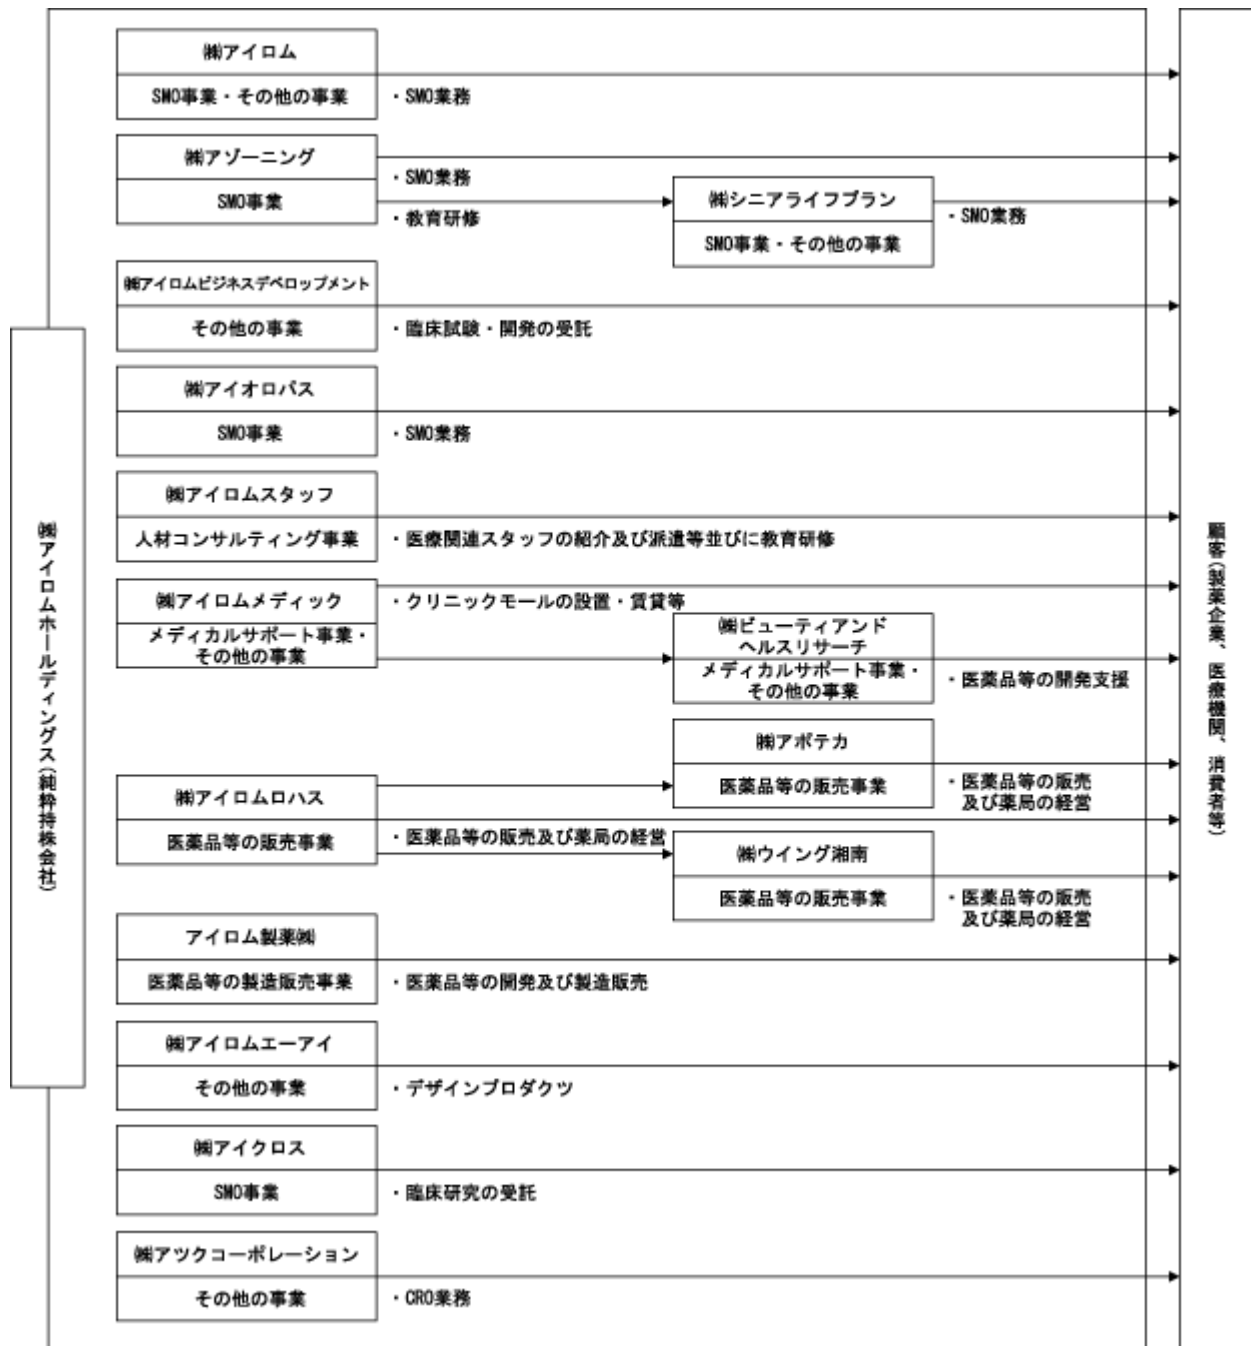 ㈱アイロムホールディングス(純粋持株会社)
㈱アイロム
SMO事業・その他の事業
・SMO業務
㈱アゾーニング
SMO事業
・SMO業務
・教育研修
㈱シニアライフプラン
SMO事業・その他の事業
・SMO業務
㈱アイロムビジネスデベロップメント
その他の事業
・臨床試験・開発の受託
㈱アイオロパス
SMO事業
・SMO業務
㈱アイロムスタッフ
人材コンサルティング事業
・医療関連スタッフの紹介及び派遣等並びに教育研修
㈱アイロムメディック
メディカルサポート事業・
その他の事業
・クリニックモールの設置・賃貸等
㈱ビューティアンド
ヘルスリサーチ
メディカルサポート事業・
その他の事業
・医薬品等の開発支援
㈱アポテカ
医薬品等の販売事業
・医薬品等の販売
及び薬局の経営
㈱アイロムロハス
医薬品等の販売事業
・医薬品等の販売及び薬局の経営
㈱ウイング湘南
医薬品等の販売事業
・医薬品等の販売
及び薬局の経営
アイロム製薬㈱
医薬品等の製造販売事業
・医薬品等の開発及び製造販売
㈱アイロムエーアイ
その他の事業
・デザインプロダクツ
㈱アイクロス
SMO事業
・臨床研究の受託
㈱アツクコーポレーション
その他の事業
・CRO業務
顧客(製薬企業、医療機関、消費者等)